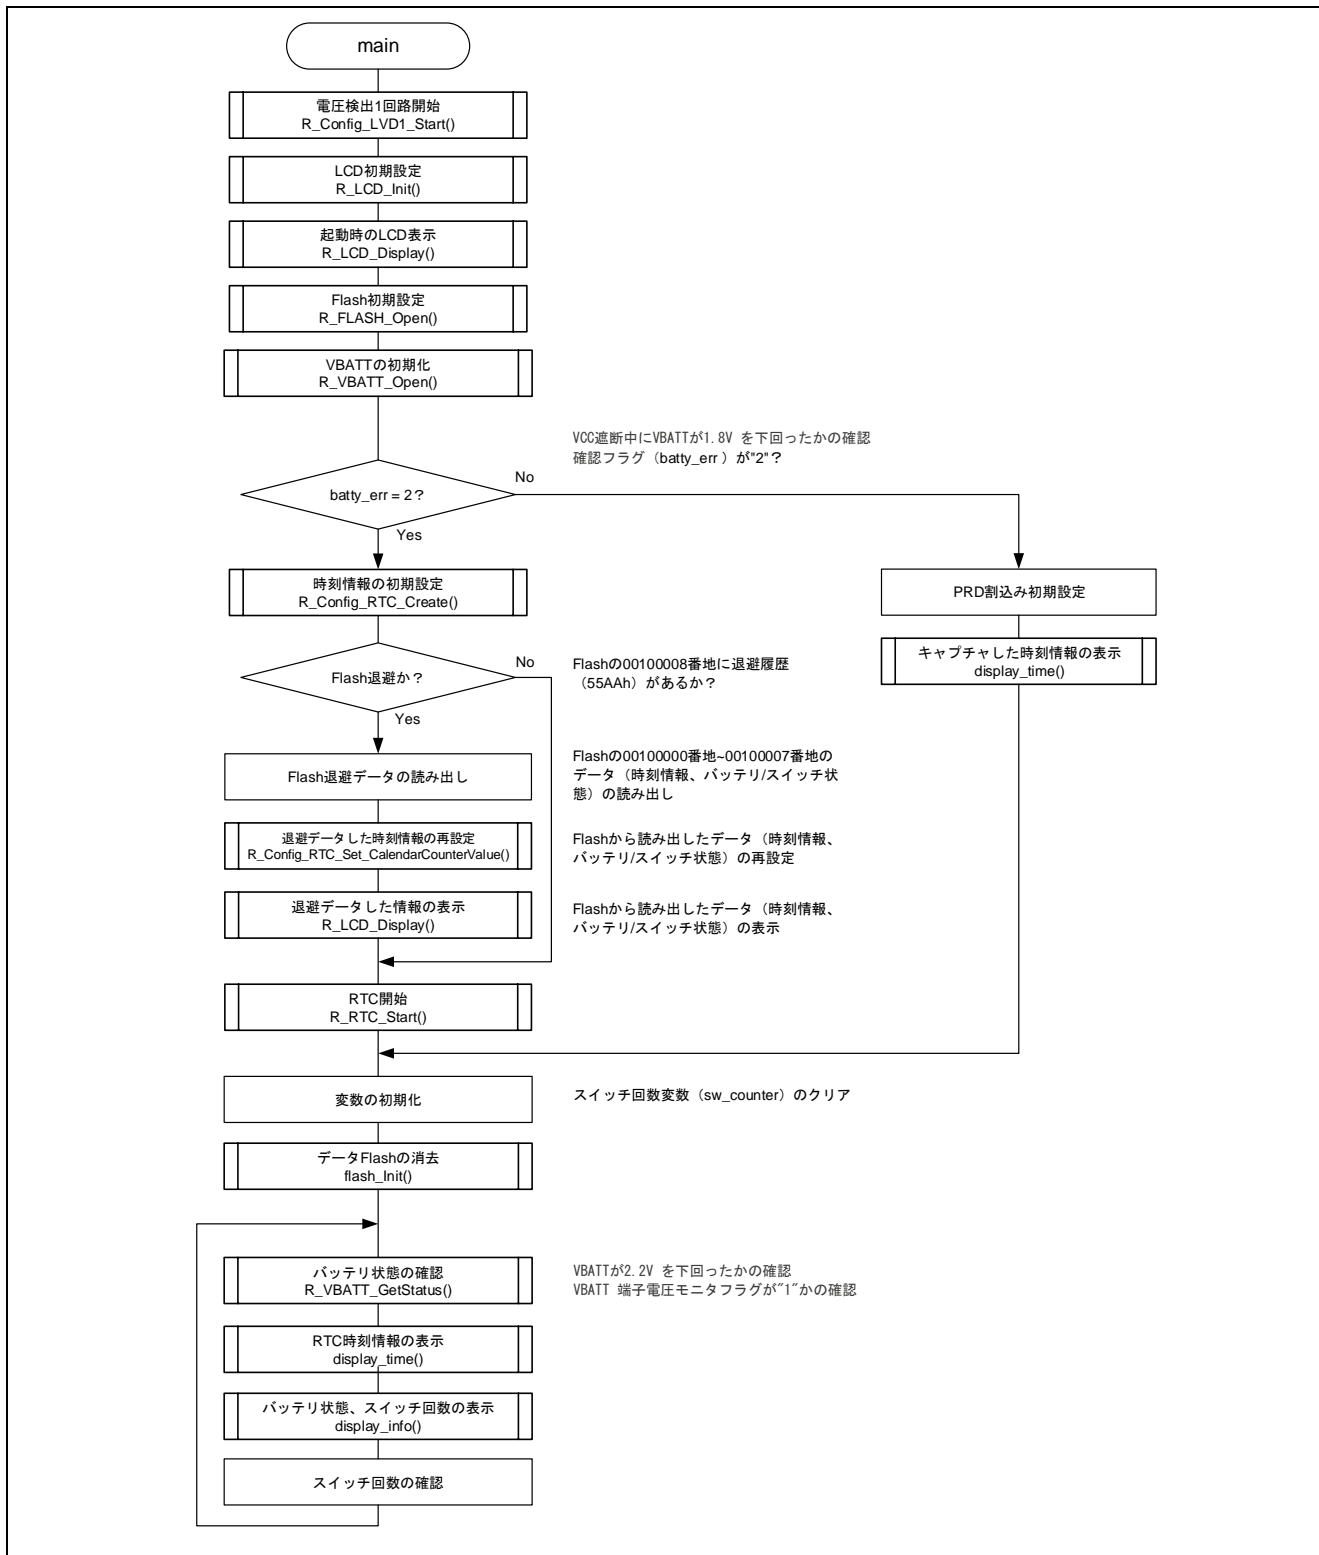 main
電圧検出1回路開始
R_Config_LVD1_Start()
LCD初期設定
R_LCD_Init()
起動時のLCD表示
R_LCD_Display()
Flash初期設定
R_FLASH_Open()
VBATTの初期化
R_VBATT_Open()
VCC遮断中にVBATTが1.8V を下回ったかの確認
確認フラグ（batty_err ）が"2"？
batty_err = 2？
No
Yes
時刻情報の初期設定
R_Config_RTC_Create()
PRD割込み初期設定
キャプチャした時刻情報の表示
display_time()
Flash退避か？
No
Yes
Flashの00100008番地に退避履歴
（55AAh）があるか？
Flash退避データの読み出し
Flashの00100000番地~00100007番地の
データ（時刻情報、バッテリ/スイッチ状
態）の読み出し
退避データした時刻情報の再設定
R_Config_RTC_Set_CalendarCounterValue()
Flashから読み出したデータ（時刻情報、
バッテリ/スイッチ状態）の再設定
退避データした情報の表示
R_LCD_Display()
Flashから読み出したデータ（時刻情報、
バッテリ/スイッチ状態）の表示
RTC開始
R_RTC_Start()
変数の初期化
スイッチ回数変数（sw_counter）のクリア
データFlashの消去
flash_Init()
バッテリ状態の確認
R_VBATT_GetStatus()
VBATTが2.2V を下回ったかの確認
VBATT 端子電圧モニタフラグが"1"かの確認
RTC時刻情報の表示
display_time()
バッテリ状態、スイッチ回数の表示
display_info()
スイッチ回数の確認